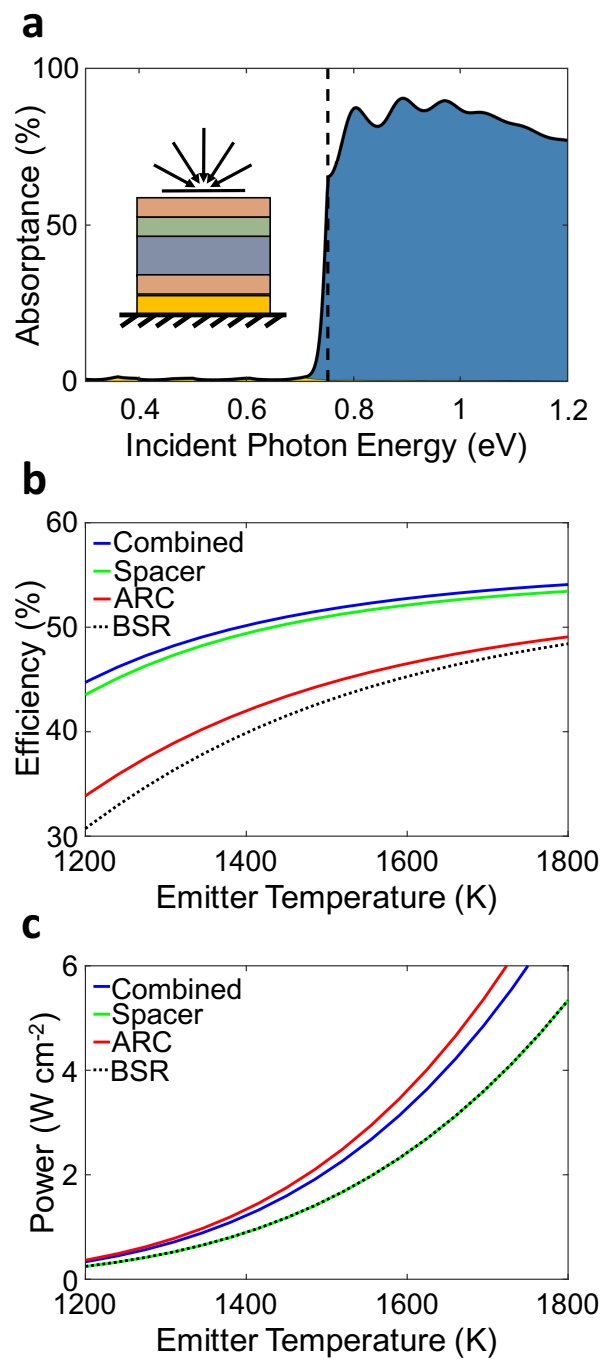 a
100
50
0
Absorptance (%)
0.4 0.6 0.8 1 1.2
Incident Photon Energy (eV)
b
60
50
40
30
Efficiency (%)
Combined
Spacer
ARC
BSR
1200 1400 1600 1800
Emitter Temperature (K)
c
6
4
2
0
Power (W cm-2)
Combined
Spacer
ARC
BSR
1200 1400 1600 1800
Emitter Temperature (K)